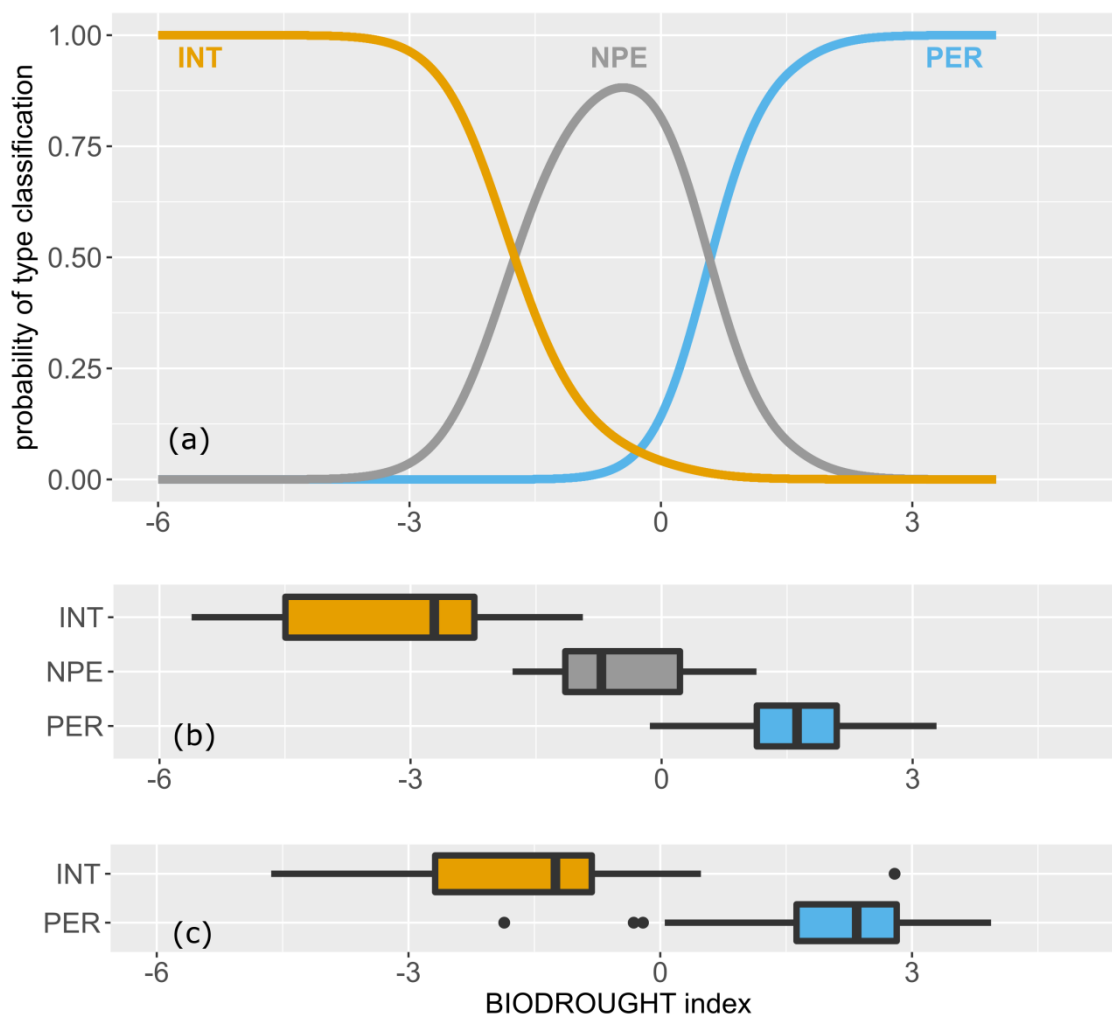 probability of type classification
1.00
0.75
0.50
0.25
0.00
INT
NPE
PER
(a)
-6 -3 0 3
INT
NPE
PER
(b)
-6 -3 0 3
INT
PER
(c)
-6 -3 0 3
BIODROUGHT index